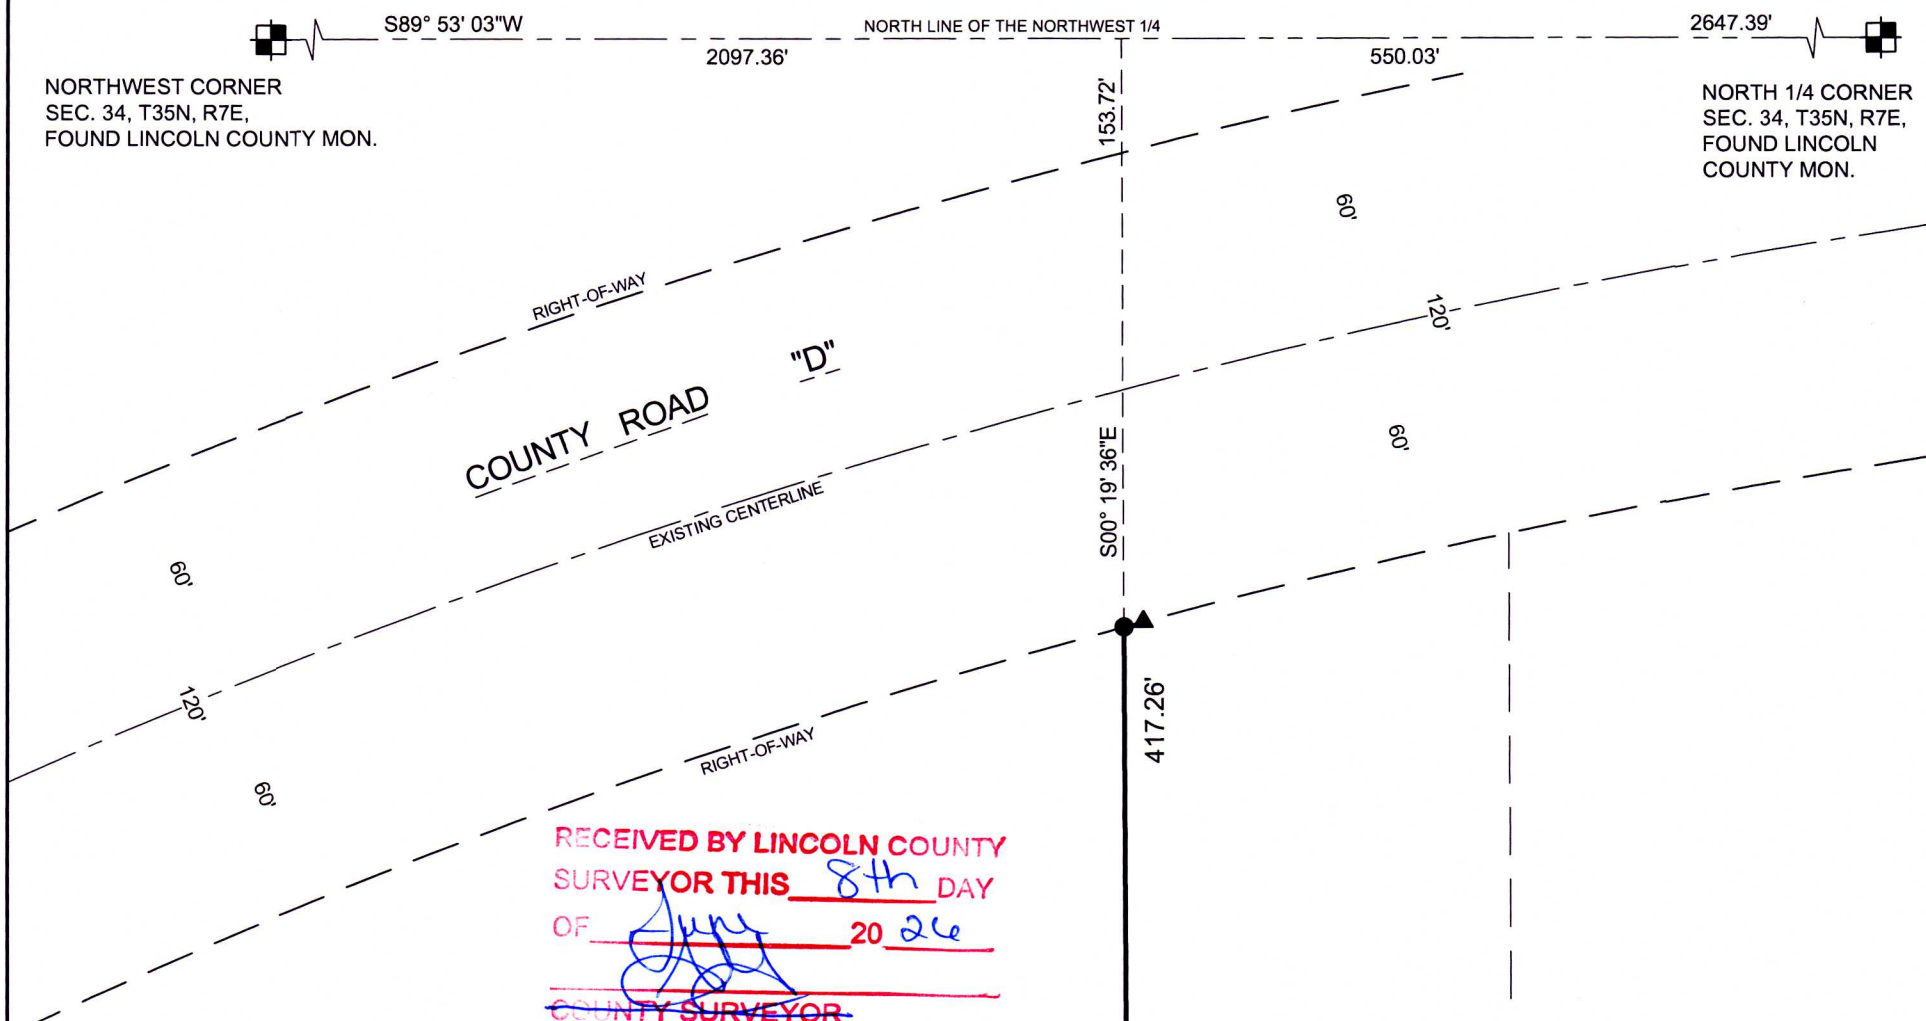 S89° 53' 03"W
NORTH LINE OF THE NORTHWEST 1/4
2647.39'
2097.36'
550.03'
NORTHWEST CORNER
SEC. 34, T35N, R7E,
FOUND LINCOLN COUNTY MON.
NORTH 1/4 CORNER
SEC. 34, T35N, R7E,
FOUND LINCOLN
COUNTY MON.
153.72'
60'
RIGHT-OF-WAY
120'
COUNTY ROAD "D"
60'
S00° 19' 36"E
EXISTING CENTERLINE
60'
120'
417.26'
RIGHT-OF-WAY
60'
RECEIVED BY LINCOLN COUNTY
SURVEYOR THIS 8th DAY
OF June 20 26
COUNTY SURVEYOR